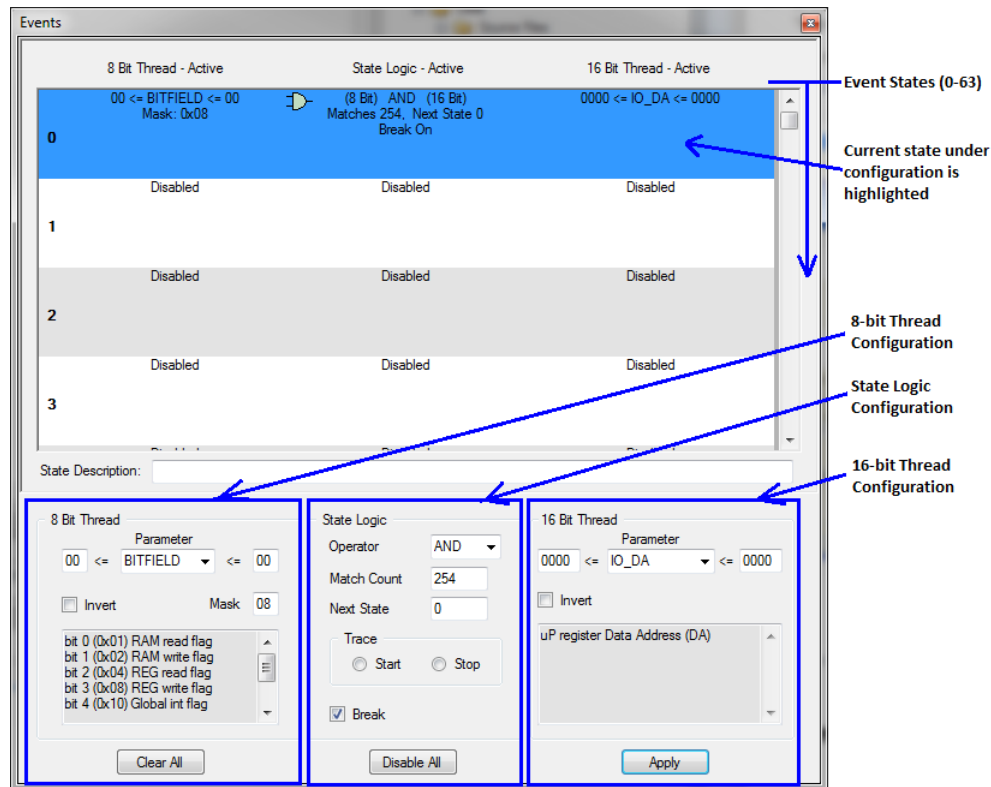 Events
8 Bit Thread - Active
State Logic - Active
16 Bit Thread - Active
Event States (0-63)
00 <= BITFIELD <= 00
Mask: 0x08
(8 Bit) AND (16 Bit)
Matches 254, Next State 0
Break On
0000 <= IO_DA <= 0000
0
Current state under
configuration is
highlighted
Disabled
Disabled
1
Disabled
Disabled
2
Disabled
Disabled
3
8-bit Thread
Configuration
State Logic
Configuration
16-bit Thread
Configuration
State Description:
8 Bit Thread
Parameter
00 <= BITFIELD <= 00
Invert
Mask 08
bit 0 (0x01) RAM read flag
bit 1 (0x02) RAM write flag
bit 2 (0x04) REG read flag
bit 3 (0x08) REG write flag
bit 4 (0x10) Global int flag
Clear All
State Logic
Operator AND
Match Count 254
Next State 0
Trace
Start Stop
Break
Disable All
16 Bit Thread
Parameter
0000 <= IO_DA <= 0000
Invert
uP register Data Address (DA)
Apply